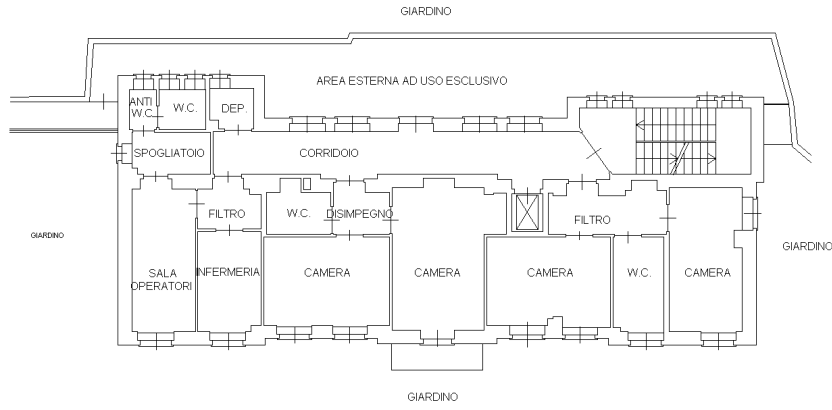 GIARDINO
AREA ESTERNA AD USO ESCLUSIVO
ANTI
W.C.
W.C.
DEP.
SPOGLIATOIO
CORRIDOIO
FILTRO
W.C.
DISIMPEGNO
FILTRO
GIARDINO
GIARDINO
SALA
OPERATORI
INFERMERIA
CAMERA
CAMERA
CAMERA
W.C.
CAMERA
GIARDINO